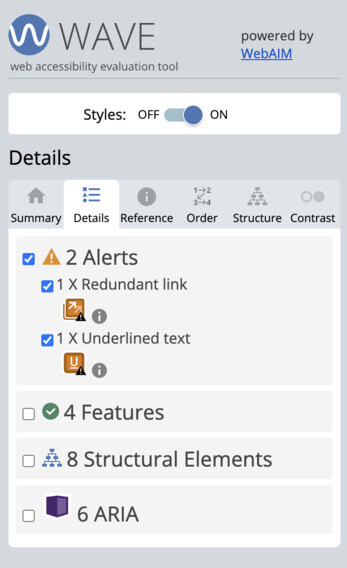 WAVE
powered by
WebAIM
web accessibility evaluation tool
Styles: OFF ON
Details
Summary Details Reference Order Structure Contrast
2 Alerts
1 X Redundant link
1 X Underlined text
4 Features
8 Structural Elements
6 ARIA